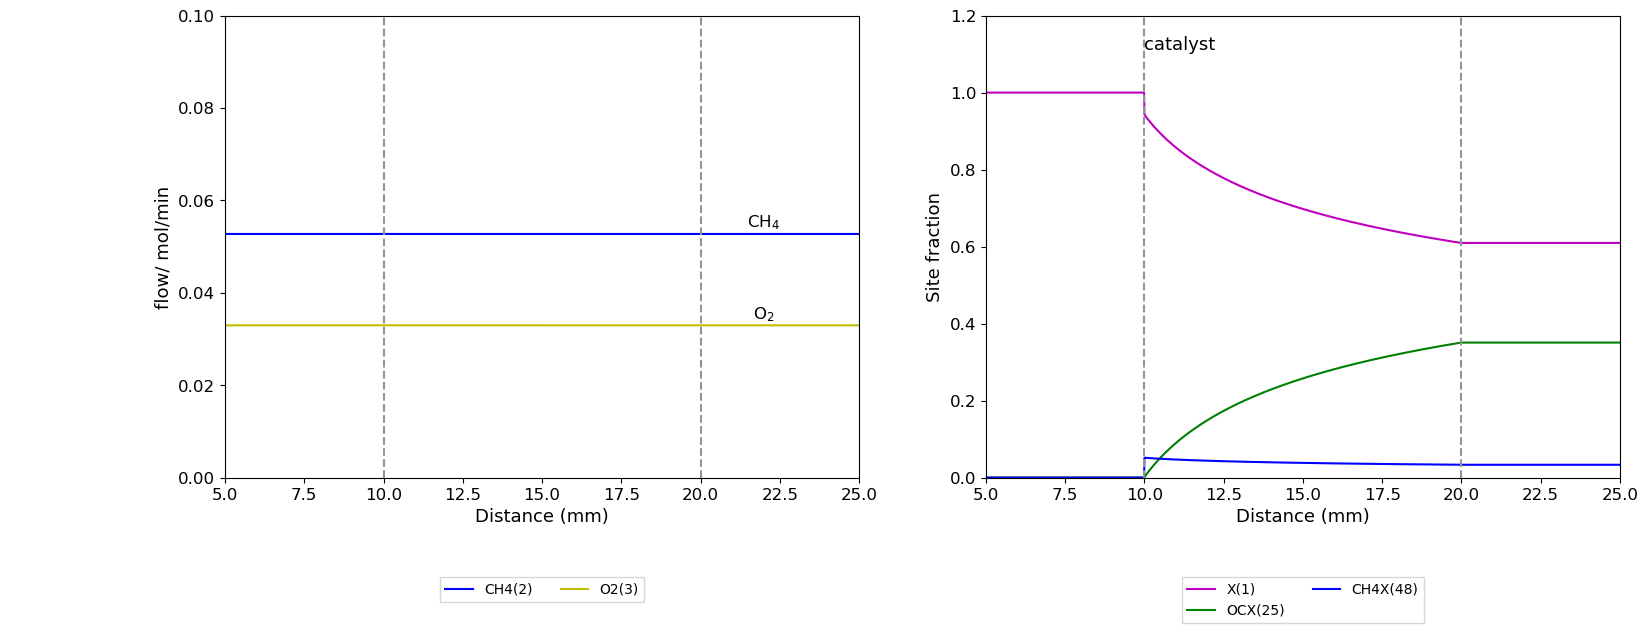 0.10
0.08
0.06
0.04
0.02
0.00
flow/ mol/min
CH₄
O₂
5.0 7.5 10.0 12.5 15.0 17.5 20.0 22.5 25.0
Distance (mm)
CH4(2) O2(3)
1.2
1.0
0.8
0.6
0.4
0.2
0.0
Site fraction
catalyst
5.0 7.5 10.0 12.5 15.0 17.5 20.0 22.5 25.0
Distance (mm)
X(1) CH4X(48)
OCX(25)